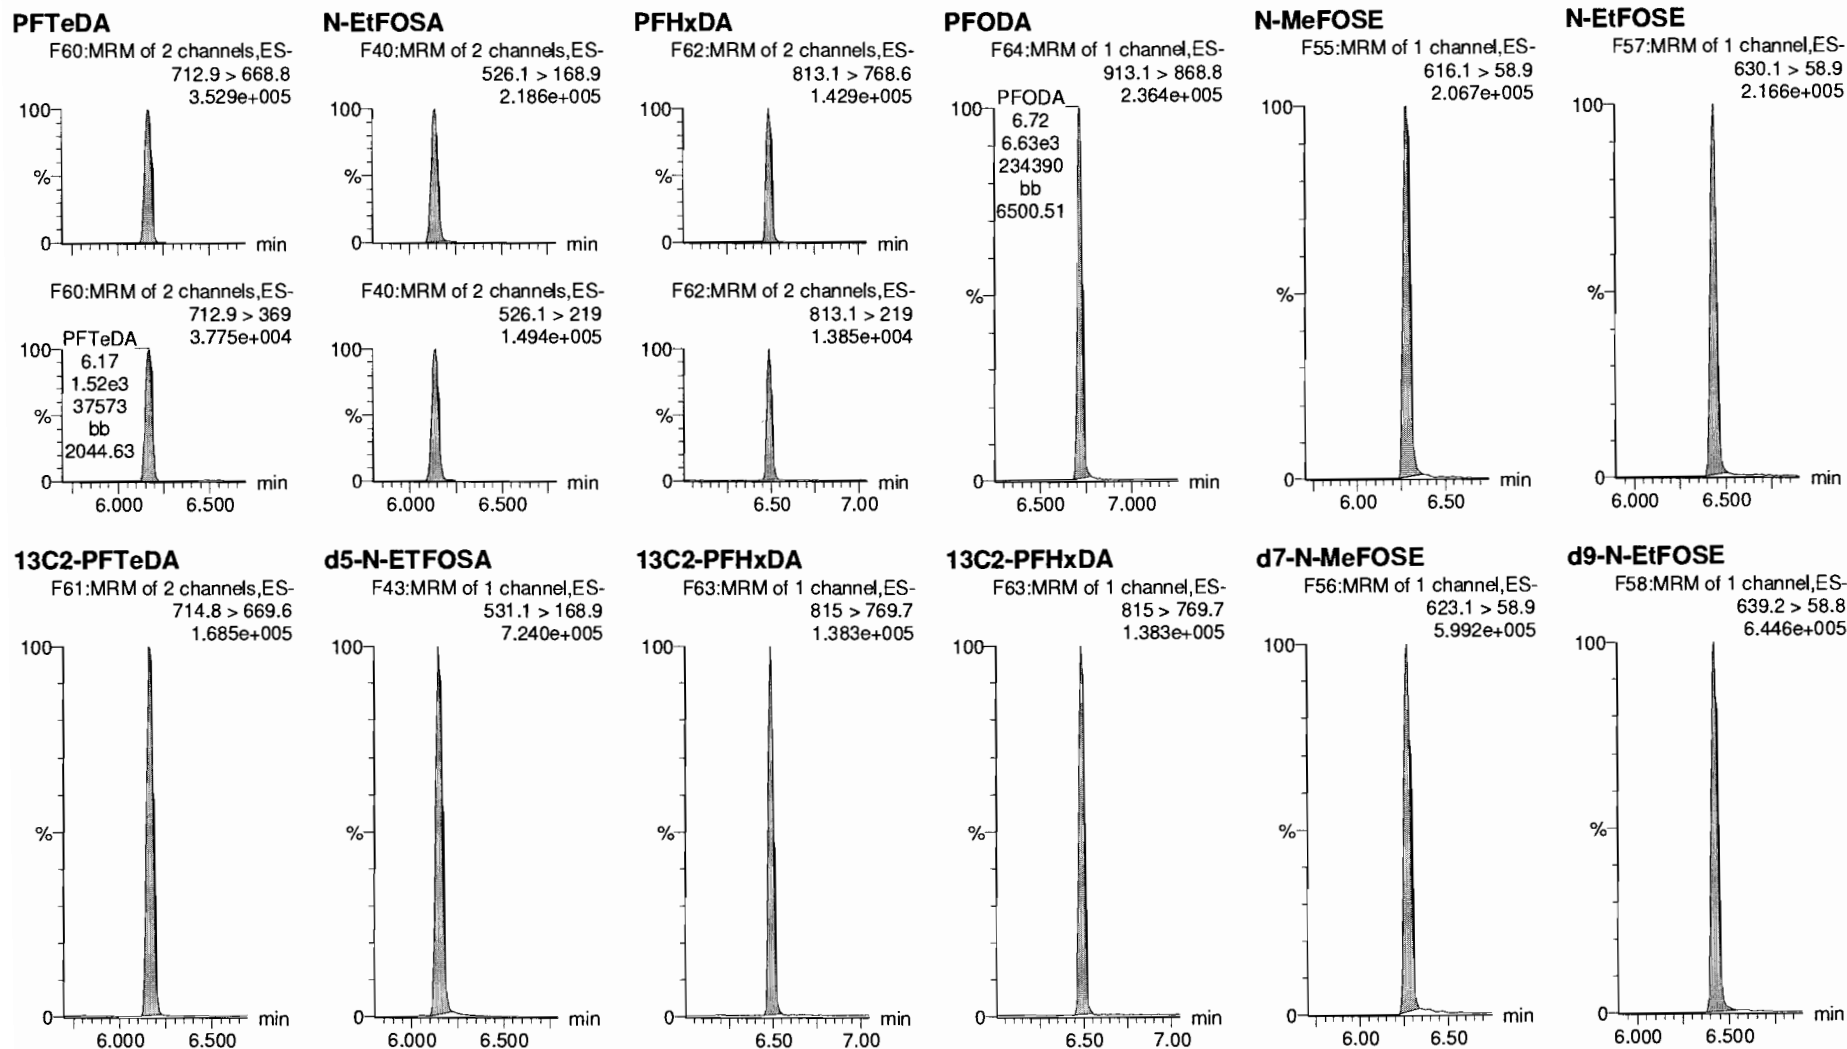 PFTeDA
F60:MRM of 2 channels,ES-
712.9 > 668.8
3.529e+005
100
%
0
min
F60:MRM of 2 channels,ES-
712.9 > 369
3.775e+004
PFTeDA
6.17
1.52e3
37573
bb
2044.63
100
%
0
min
6.000 6.500
N-EtFOSA
F40:MRM of 2 channels,ES-
526.1 > 168.9
2.186e+005
100
%
0
min
F40:MRM of 2 channels,ES-
526.1 > 219
1.494e+005
100
%
0
min
6.000 6.500
PFHxDA
F62:MRM of 2 channels,ES-
813.1 > 768.6
1.429e+005
100
%
0
min
F62:MRM of 2 channels,ES-
813.1 > 219
1.385e+004
100
%
0
min
6.50 7.00
PFODA
F64:MRM of 1 channel,ES-
913.1 > 868.8
2.364e+005
PFODA
6.72
6.63e3
234390
bb
6500.51
100
%
0
min
6.500 7.000
N-MeFOSE
F55:MRM of 1 channel,ES-
616.1 > 58.9
2.067e+005
100
%
0
min
6.00 6.50
N-EtFOSE
F57:MRM of 1 channel,ES-
630.1 > 58.9
2.166e+005
100
%
0
min
6.000 6.500
13C2-PFTeDA
F61:MRM of 2 channels,ES-
714.8 > 669.6
1.685e+005
100
%
0
min
6.000 6.500
d5-N-ETFOSA
F43:MRM of 1 channel,ES-
531.1 > 168.9
7.240e+005
100
%
0
min
6.000 6.500
13C2-PFHxDA
F63:MRM of 1 channel,ES-
815 > 769.7
1.383e+005
100
%
0
min
6.50 7.00
13C2-PFHxDA
F63:MRM of 1 channel,ES-
815 > 769.7
1.383e+005
100
%
0
min
6.50 7.00
d7-N-MeFOSE
F56:MRM of 1 channel,ES-
623.1 > 58.9
5.992e+005
100
%
0
min
6.00 6.50
d9-N-EtFOSE
F58:MRM of 1 channel,ES-
639.2 > 58.8
6.446e+005
100
%
0
min
6.000 6.500